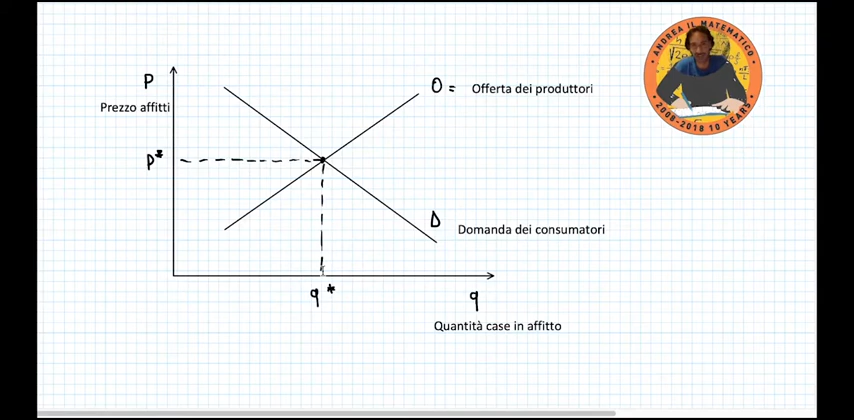 ANDREA IL MATEMATICO
2008-2018 10 YEARS
P
O = Offerta dei produttori
Prezzo affitti
P*
D Domanda dei consumatori
q* q
Quantità case in affitto